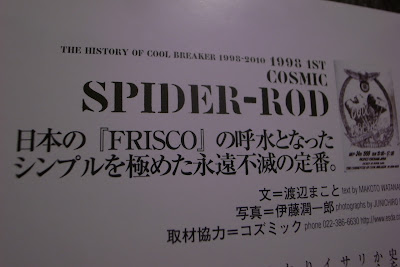 THE HISTORY OF COOL BREAKER 1998-2010 1998 1ST
COSMIC
SPIDER-ROD
日本の『FRISCO』の呼水となった
シンプルを極めた永遠不滅の定番。
文＝渡辺まこと text by MAKOTO WATANAB
写真＝伊藤潤一郎 photographs by JUNICHIRO
取材協力＝コズミック phone 022-386-6630 http://www.